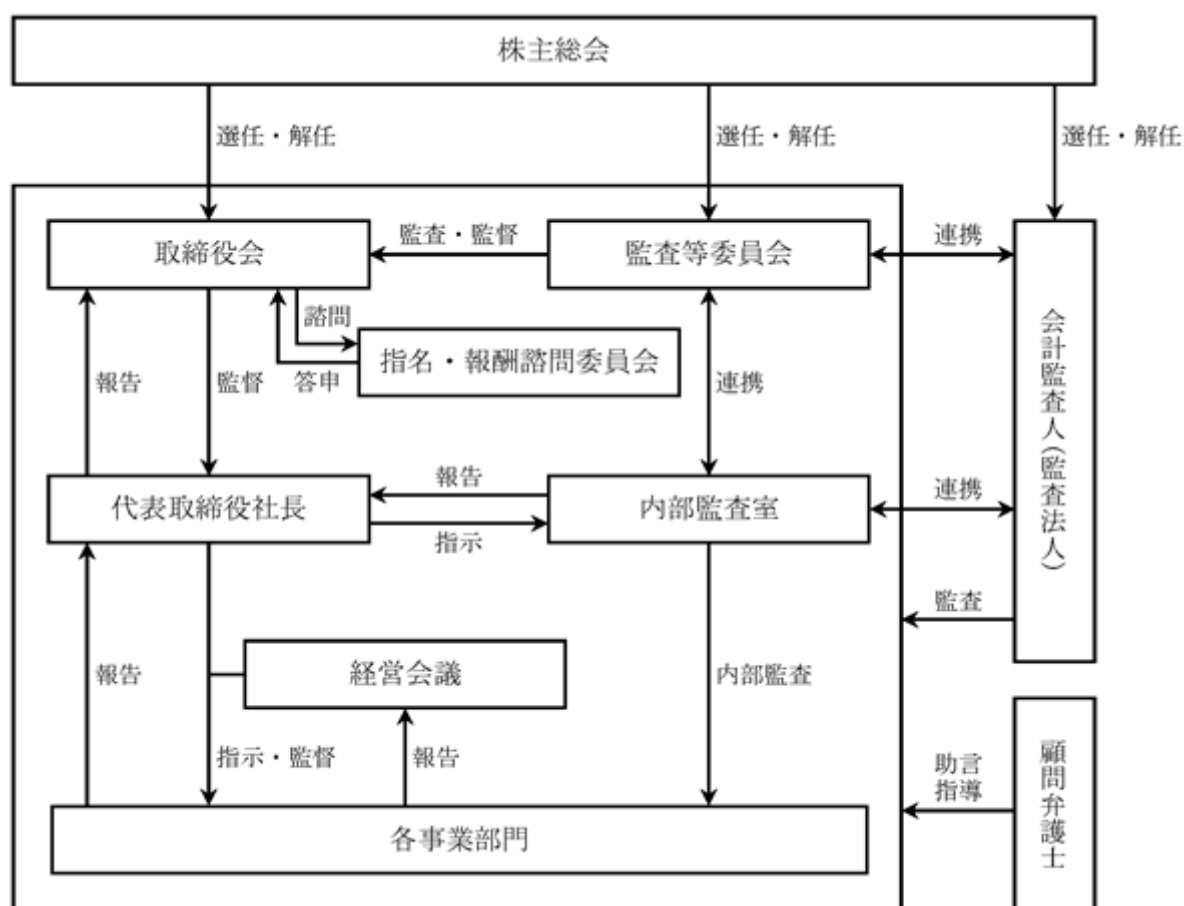 株主総会
選任・解任
選任・解任
選任・解任
取締役会
監査・監督
監査等委員会
連携
諮問
指名・報酬諮問委員会
答申
報告
監督
連携
会計監査人(監査法人)
代表取締役社長
報告
指示
内部監査室
連携
監査
報告
経営会議
内部監査
指示・監督
報告
助言
指導
顧問弁護士
各事業部門